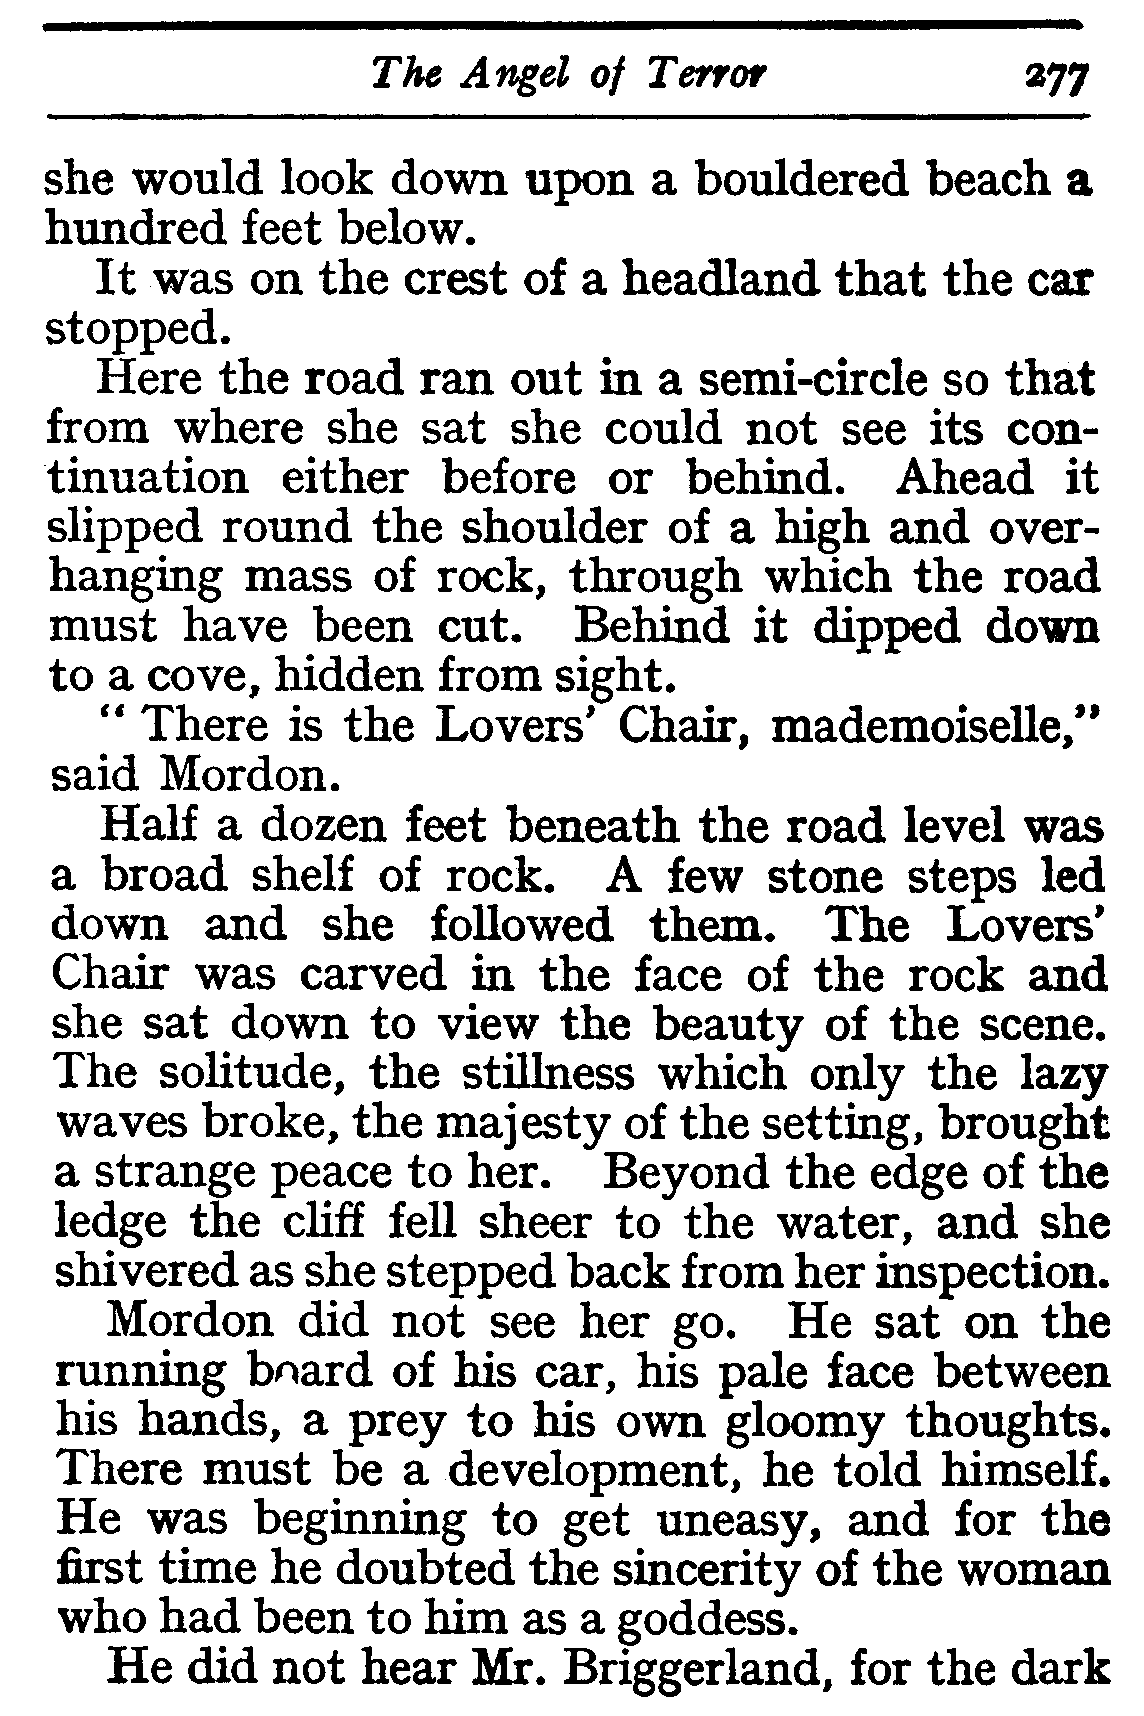 The Angel of Terror 277
she would look down upon a bouldered beach a
hundred feet below.
It was on the crest of a headland that the car
stopped.
Here the road ran out in a semi-circle so that
from where she sat she could not see its con-
tinuation either before or behind. Ahead it
slipped round the shoulder of a high and over-
hanging mass of rock, through which the road
must have been cut. Behind it dipped down
to a cove, hidden from sight.
“ There is the Lovers’ Chair, mademoiselle,”
said Mordon.
Half a dozen feet beneath the road level was
a broad shelf of rock. A few stone steps led
down and she followed them. The Lovers’
Chair was carved in the face of the rock and
she sat down to view the beauty of the scene.
The solitude, the stillness which only the lazy
waves broke, the majesty of the setting, brought
a strange peace to her. Beyond the edge of the
ledge the cliff fell sheer to the water, and she
shivered as she stepped back from her inspection.
Mordon did not see her go. He sat on the
running board of his car, his pale face between
his hands, a prey to his own gloomy thoughts.
There must be a development, he told himself.
He was beginning to get uneasy, and for the
first time he doubted the sincerity of the woman
who had been to him as a goddess.
He did not hear Mr. Briggerland, for the dark